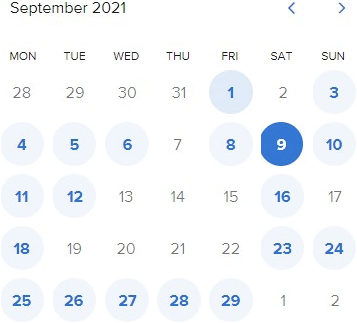 September 2021
MON TUE WED THU FRI SAT SUN
28 29 30 31 1 2 3
4 5 6 7 8 9 10
11 12 13 14 15 16 17
18 19 20 21 22 23 24
25 26 27 28 29 1 2